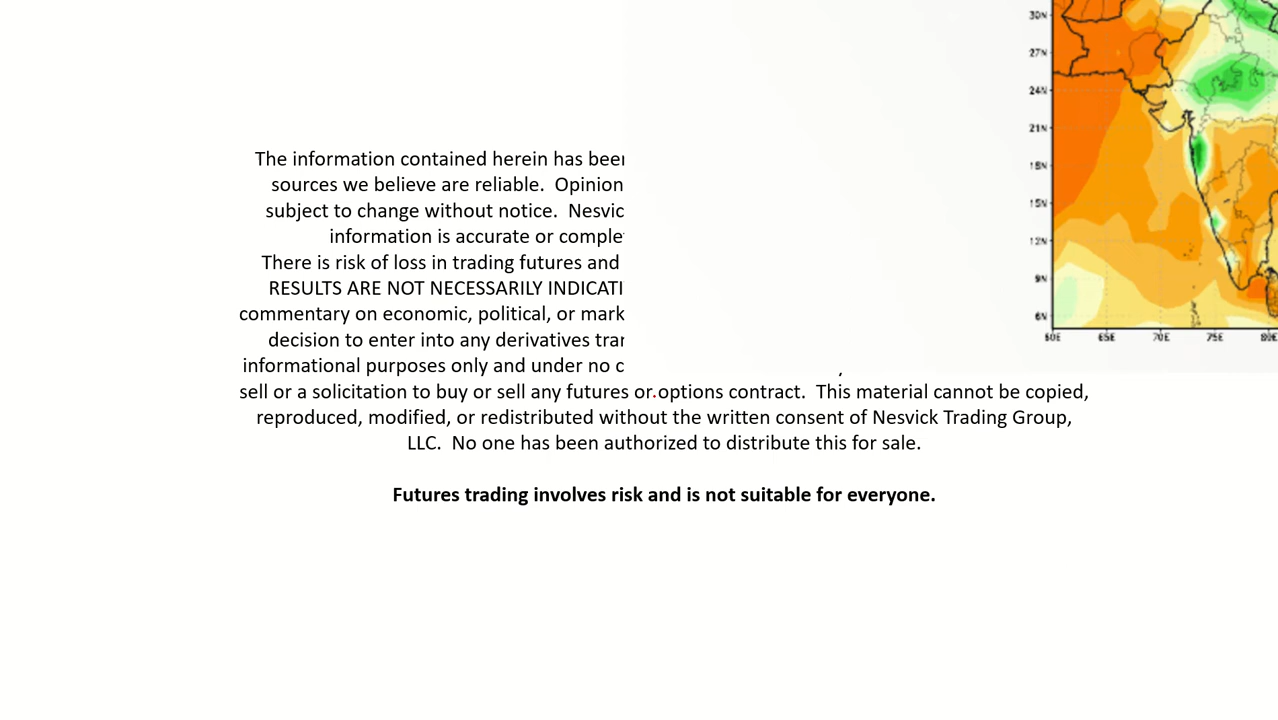 The information contained herein has been
sources we believe are reliable.  Opinion
subject to change without notice.  Nesvic
information is accurate or comple
There is risk of loss in trading futures and
RESULTS ARE NOT NECESSARILY INDICATI
commentary on economic, political, or mark
decision to enter into any derivatives tran
informational purposes only and under no c
sell or a solicitation to buy or sell any futures or options contract.  This material cannot be copied,
reproduced, modified, or redistributed without the written consent of Nesvick Trading Group,
LLC.  No one has been authorized to distribute this for sale.
Futures trading involves risk and is not suitable for everyone.
30N
27N
24N
21N
18N
15N
12N
9N
6N
60E 65E 70E 75E 80E